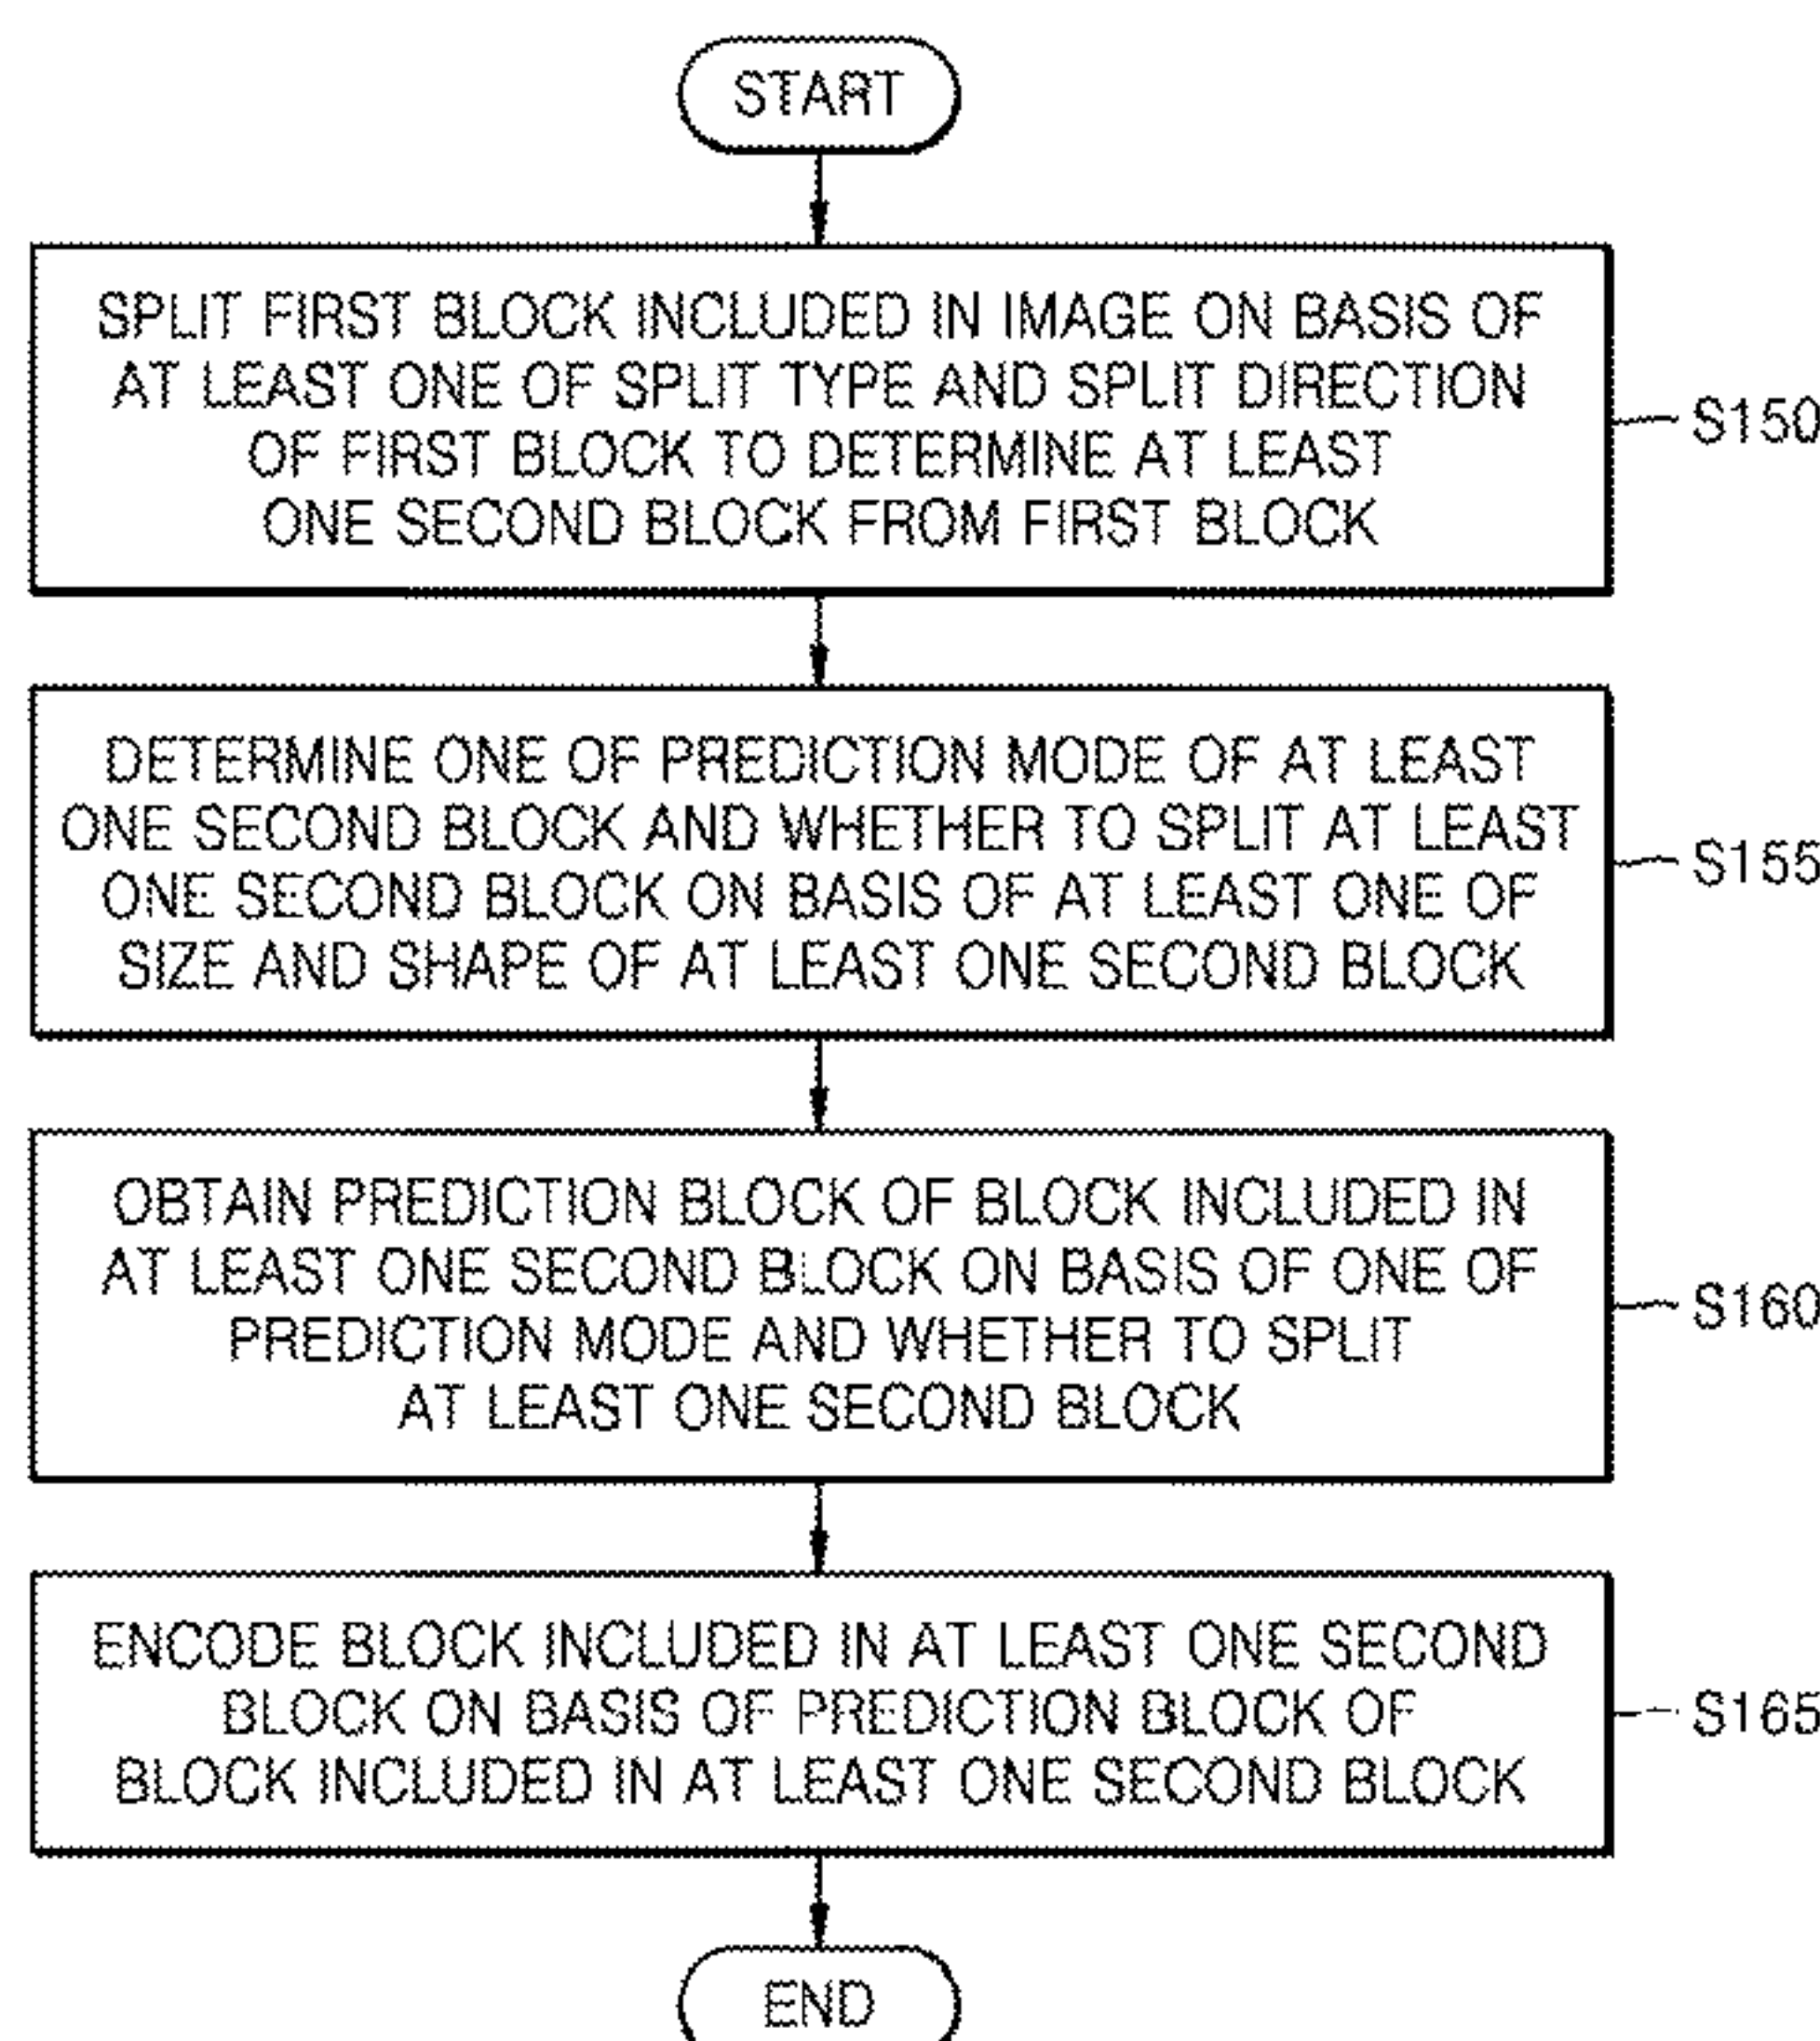 START
SPLIT FIRST BLOCK INCLUDED IN IMAGE ON BASIS OF
AT LEAST ONE OF SPLIT TYPE AND SPLIT DIRECTION
OF FIRST BLOCK TO DETERMINE AT LEAST
ONE SECOND BLOCK FROM FIRST BLOCK
S150
DETERMINE ONE OF PREDICTION MODE OF AT LEAST
ONE SECOND BLOCK AND WHETHER TO SPLIT AT LEAST
ONE SECOND BLOCK ON BASIS OF AT LEAST ONE OF
SIZE AND SHAPE OF AT LEAST ONE SECOND BLOCK
S155
OBTAIN PREDICTION BLOCK OF BLOCK INCLUDED IN
AT LEAST ONE SECOND BLOCK ON BASIS OF ONE OF
PREDICTION MODE AND WHETHER TO SPLIT
AT LEAST ONE SECOND BLOCK
S160
ENCODE BLOCK INCLUDED IN AT LEAST ONE SECOND
BLOCK ON BASIS OF PREDICTION BLOCK OF
BLOCK INCLUDED IN AT LEAST ONE SECOND BLOCK
S165
END